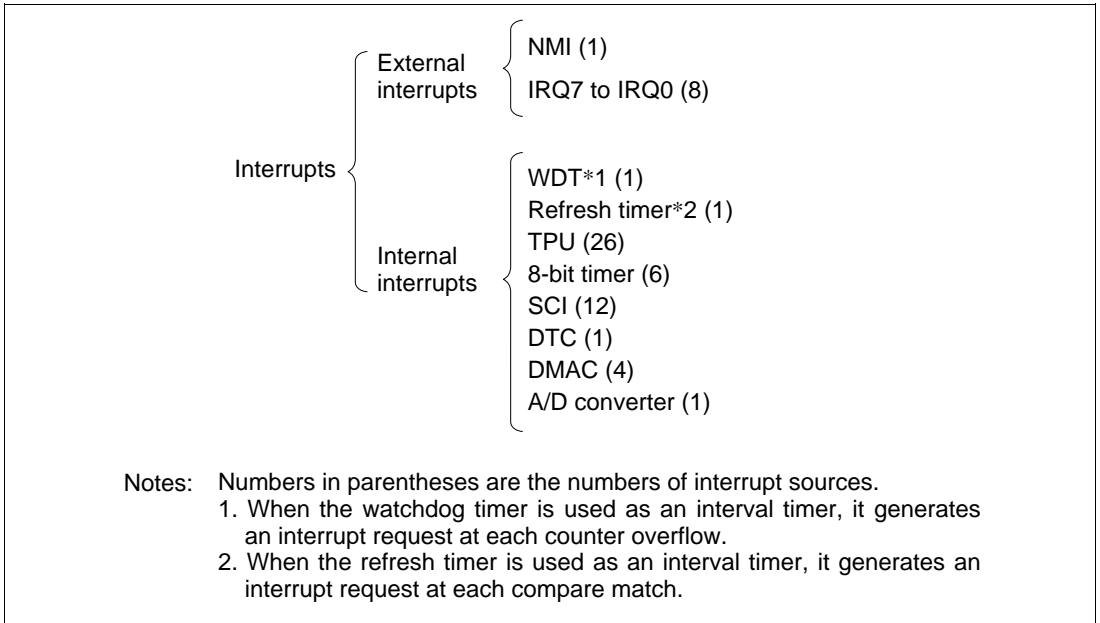 Interrupts
External
interrupts
NMI (1)
IRQ7 to IRQ0 (8)
Internal
interrupts
WDT*1 (1)
Refresh timer*2 (1)
TPU (26)
8-bit timer (6)
SCI (12)
DTC (1)
DMAC (4)
A/D converter (1)
Notes: Numbers in parentheses are the numbers of interrupt sources.
1. When the watchdog timer is used as an interval timer, it generates
an interrupt request at each counter overflow.
2. When the refresh timer is used as an interval timer, it generates an
interrupt request at each compare match.